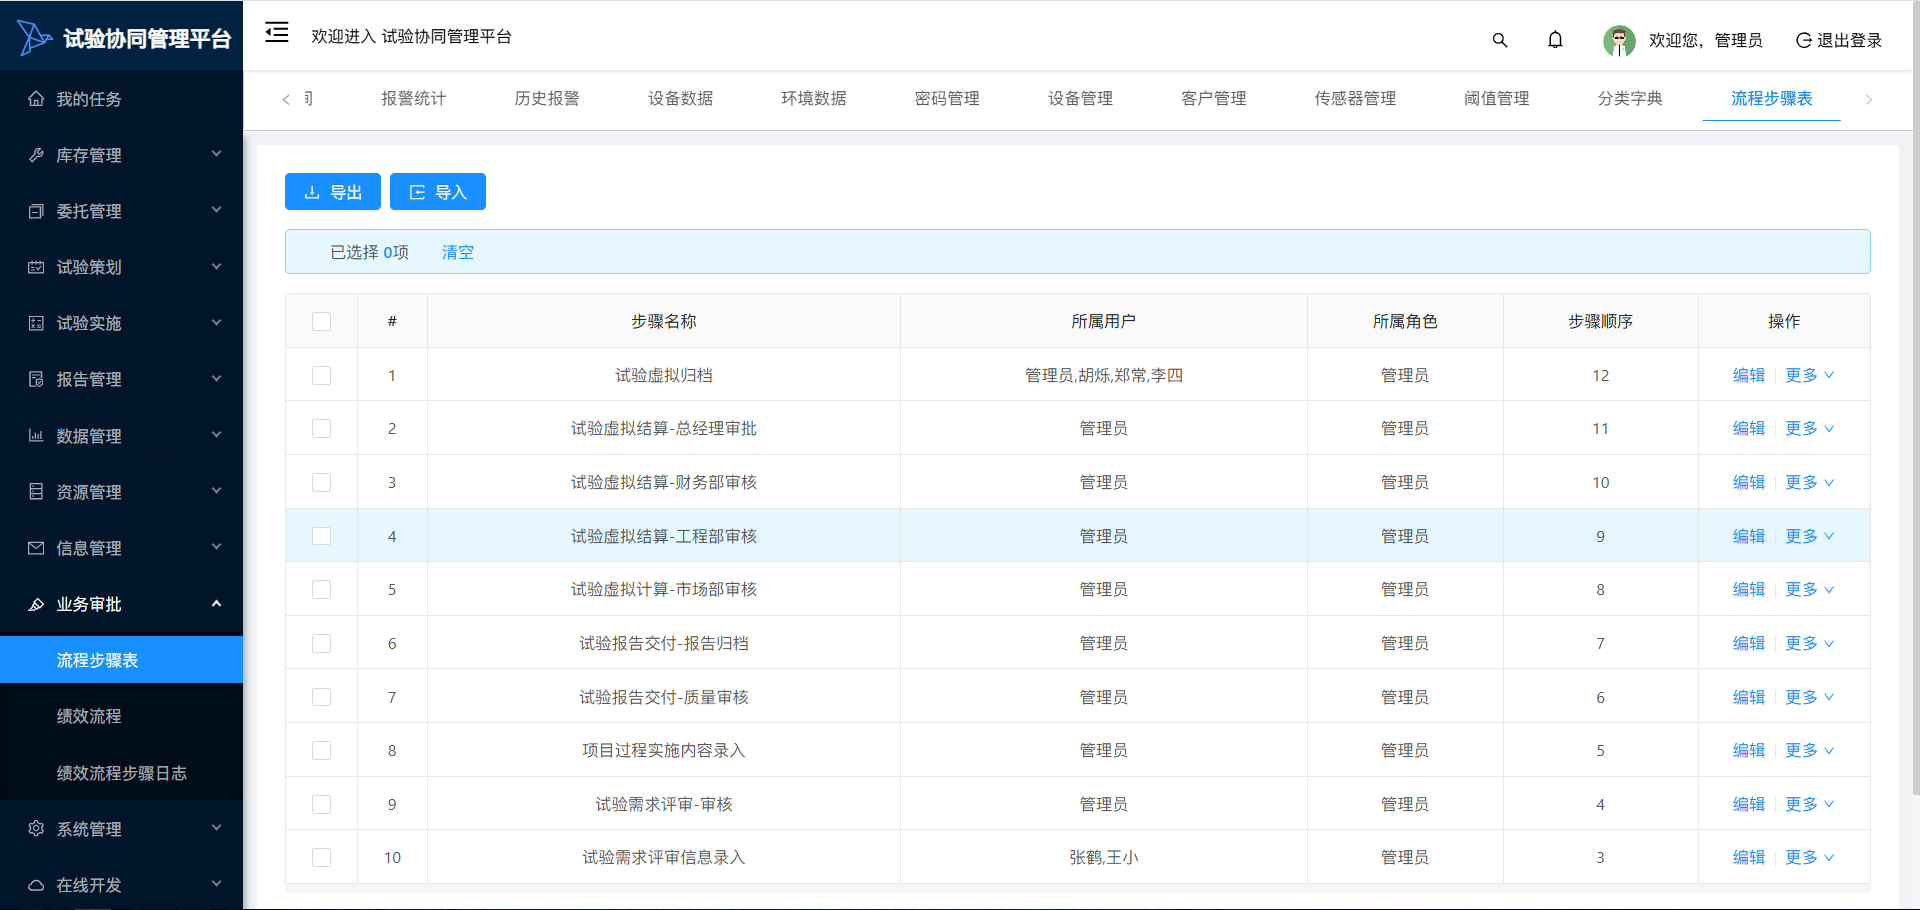 试验协同管理平台
欢迎进入 试验协同管理平台
欢迎您，管理员
退出登录
我的任务
库存管理
委托管理
试验策划
试验实施
报告管理
数据管理
资源管理
信息管理
业务审批
流程步骤表
绩效流程
绩效流程步骤日志
系统管理
在线开发
报警统计 历史报警 设备数据 环境数据 密码管理 设备管理 客户管理 传感器管理 阈值管理 分类字典 流程步骤表
导出 导入
已选择 0项 清空
# 步骤名称 所属用户 所属角色 步骤顺序 操作
1 试验虚拟归档 管理员,胡烁,郑常,李四 管理员 12 编辑 更多
2 试验虚拟结算-总经理审批 管理员 管理员 11 编辑 更多
3 试验虚拟结算-财务部审核 管理员 管理员 10 编辑 更多
4 试验虚拟结算-工程部审核 管理员 管理员 9 编辑 更多
5 试验虚拟计算-市场部审核 管理员 管理员 8 编辑 更多
6 试验报告交付-报告归档 管理员 管理员 7 编辑 更多
7 试验报告交付-质量审核 管理员 管理员 6 编辑 更多
8 项目过程实施内容录入 管理员 管理员 5 编辑 更多
9 试验需求评审-审核 管理员 管理员 4 编辑 更多
10 试验需求评审信息录入 张鹤,王小 管理员 3 编辑 更多